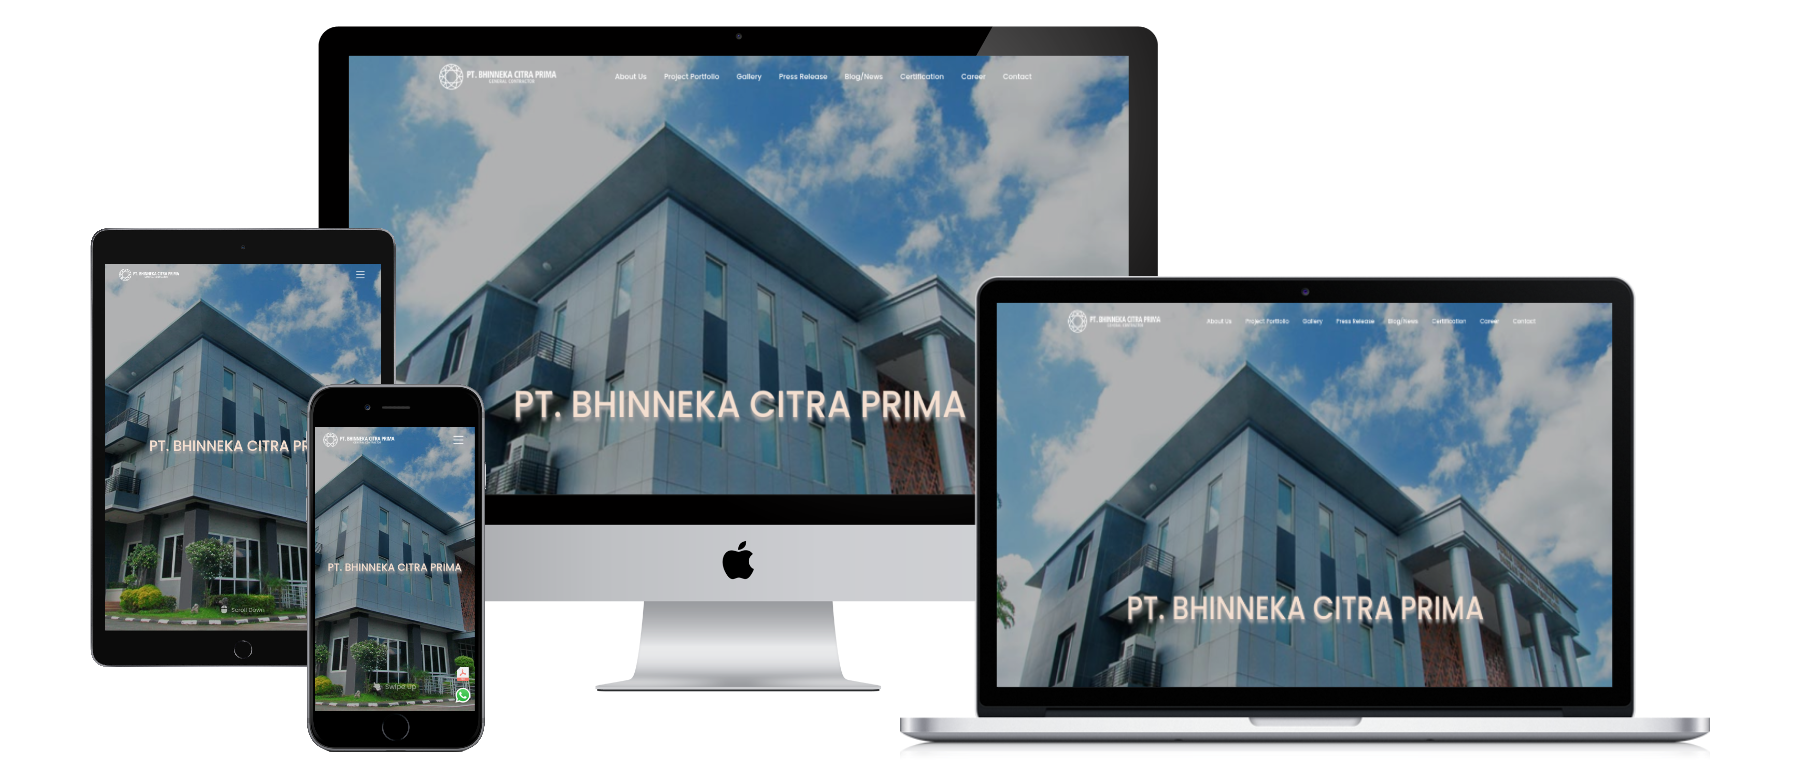 PT. BHINNEKA CITRA PRIMA
GENERAL CONTRACTOR
About Us Project Portfolio Gallery Press Release Blog/News Certification Career Contact
PT. BHINNEKA CITRA PRIMA
PT. BHINNEKA CITRA PRIMA
PT. BHINNEKA CITRA PR
Scroll Down
PT. BHINNEKA CITRA PRIMA
PT. BHINNEKA CITRA PRIMA
Swipe Up
PT. BHINNEKA CITRA PRIMA
GENERAL CONTRACTOR
About Us Project Portfolio Gallery Press Release Blog/News Certification Career Contact
PT. BHINNEKA CITRA PRIMA